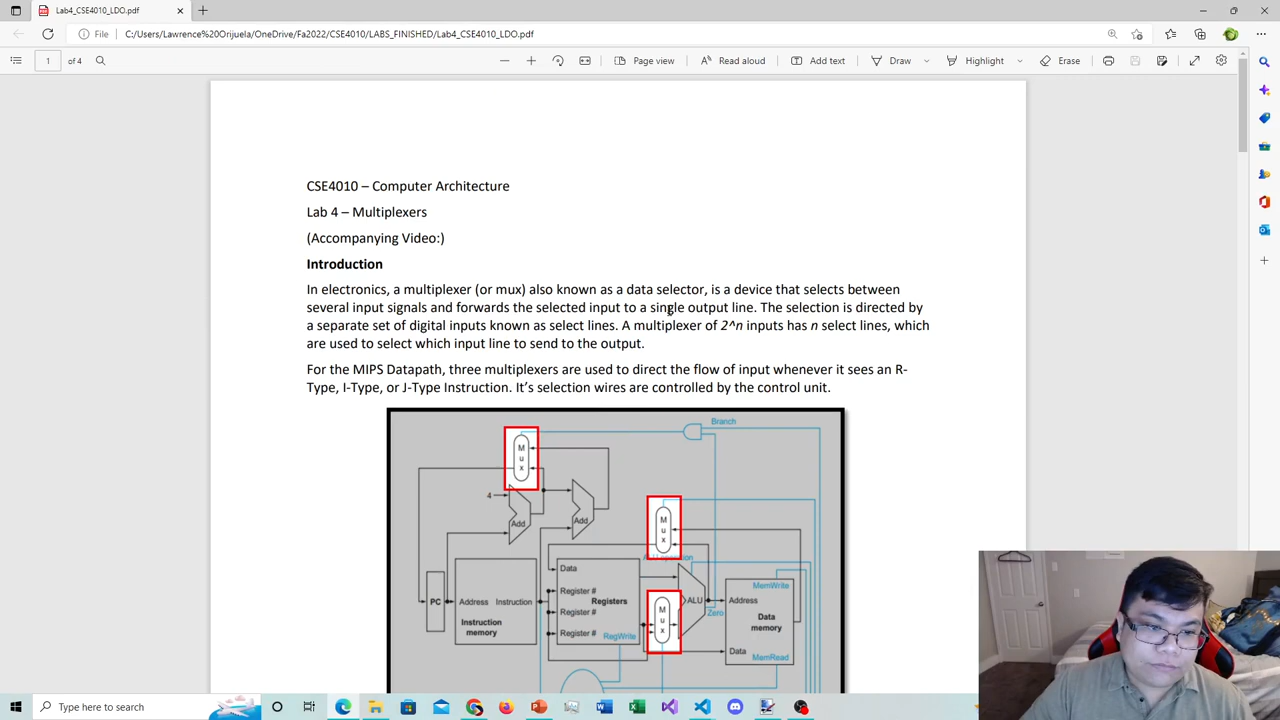 Lab4_CSE4010_LDO.pdf
File
C:/Users/Lawrence%20Orijuela/OneDrive/Fa2022/CSE4010/LABS_FINISHED/Lab4_CSE4010_LDO.pdf
1 of 4
Page view
Read aloud
Add text
Draw
Highlight
Erase
CSE4010 – Computer Architecture
Lab 4 – Multiplexers
(Accompanying Video:)
Introduction
In electronics, a multiplexer (or mux) also known as a data selector, is a device that selects between
several input signals and forwards the selected input to a single output line. The selection is directed by
a separate set of digital inputs known as select lines. A multiplexer of 2^n inputs has n select lines, which
are used to select which input line to send to the output.
For the MIPS Datapath, three multiplexers are used to direct the flow of input whenever it sees an R-
Type, I-Type, or J-Type Instruction. It's selection wires are controlled by the control unit.
Branch
M
u
x
4
Add
Add
M
u
x
Data
Register #
Register #
Register #
Registers
RegWrite
PC
Address
Instruction
Instruction
memory
M
u
x
ALU
Zero
MemWrite
Address
Data
memory
Data
MemRead
Type here to search